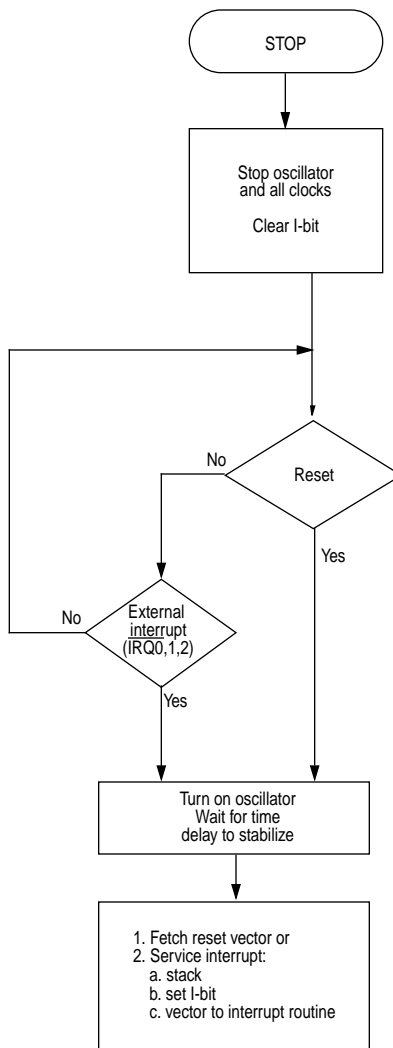 STOP
Stop oscillator
and all clocks
Clear I-bit
Reset
No
Yes
External
interrupt
(IRQ0,1,2)
No
Yes
Turn on oscillator
Wait for time
delay to stabilize
1. Fetch reset vector or
2. Service interrupt:
a. stack
b. set I-bit
c. vector to interrupt routine